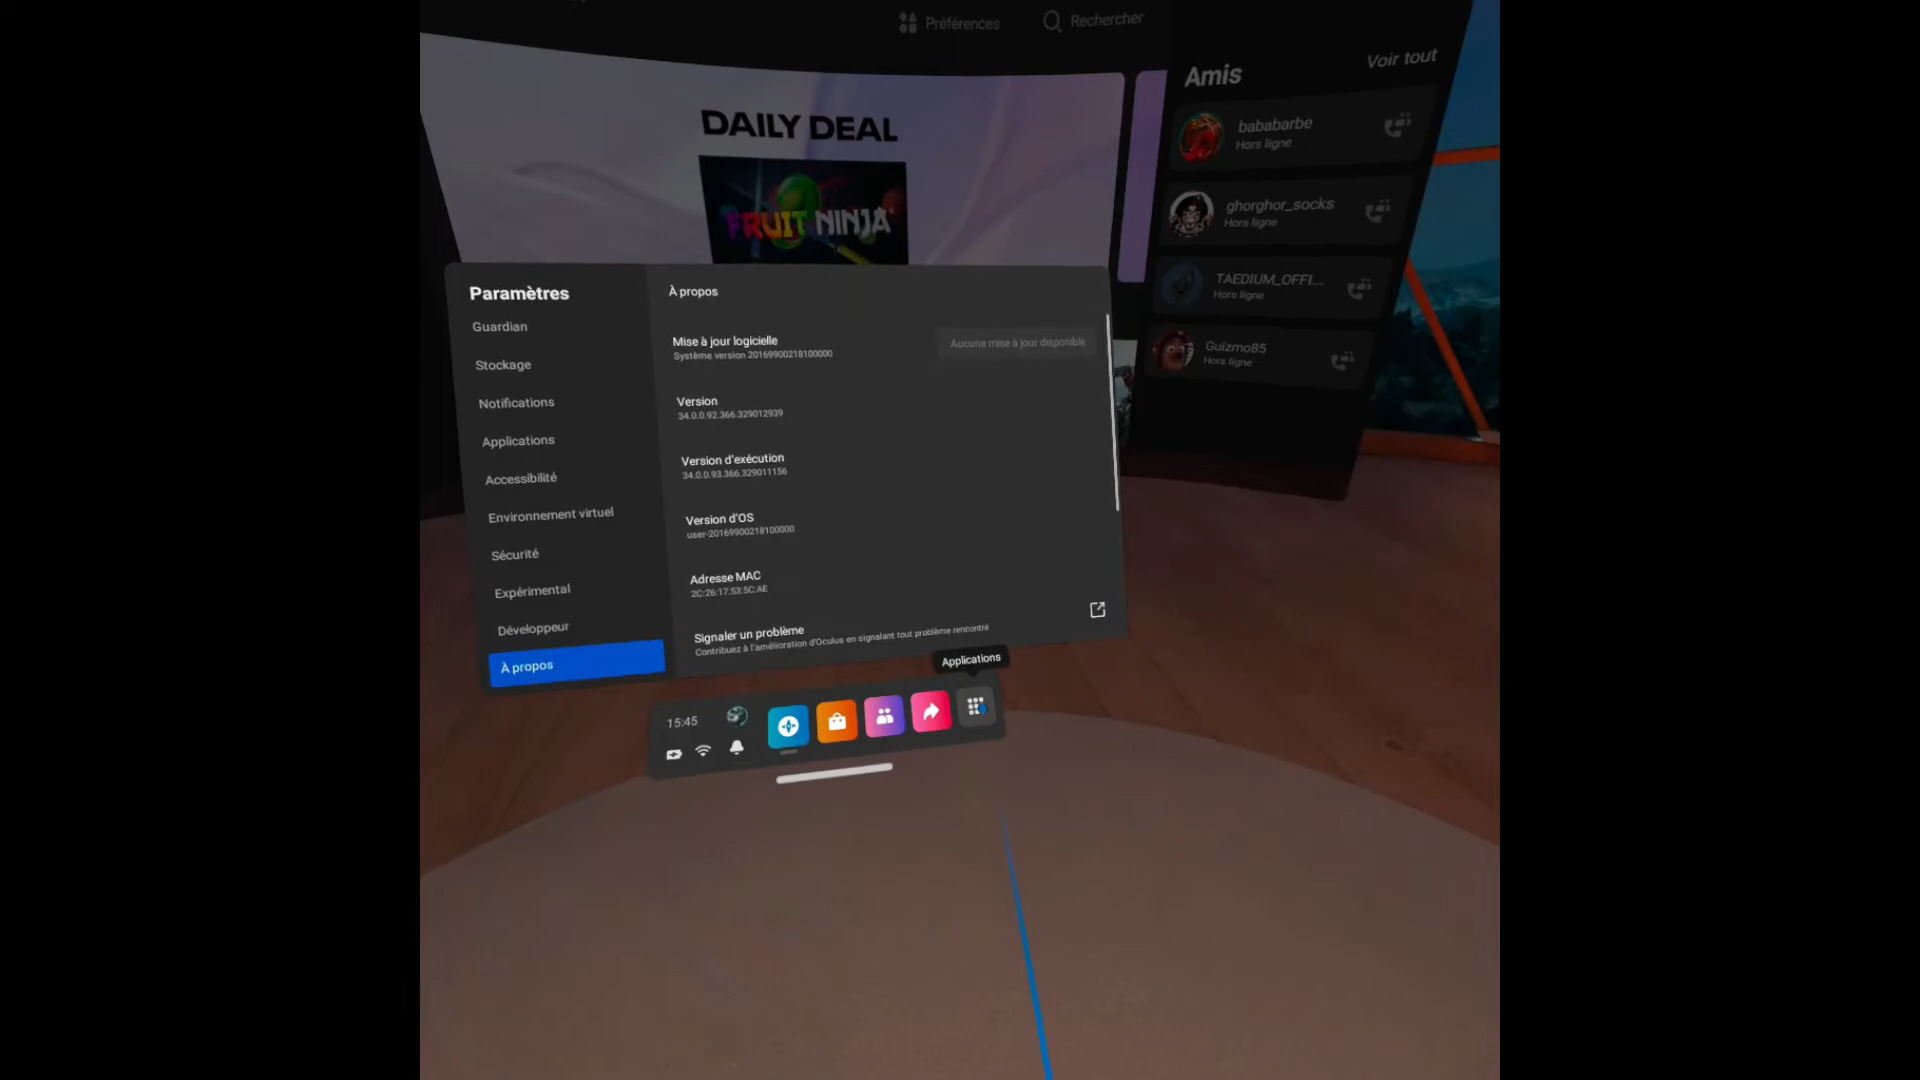 Préférences
Rechercher
Amis
Voir tout
DAILY DEAL
FRUIT NINJA
bababarbe
Hors ligne
ghorghor_socks
Hors ligne
TAEDIUM_OFFI...
Hors ligne
Guizmo85
Hors ligne
Paramètres
Guardian
Stockage
Notifications
Applications
Accessibilité
Environnement virtuel
Sécurité
Expérimental
Développeur
À propos
À propos
Mise à jour logicielle
Système version 20169900218100000
Aucune mise à jour disponible
Version
34.0.0.92.366.329012939
Version d'exécution
34.0.0.93.366.329011156
Version d'OS
user-20169900218100000
Adresse MAC
2C:26:17:53:5C:AE
Signaler un problème
Contribuez à l'amélioration d'Oculus en signalant tout problème rencontré
Applications
15:45